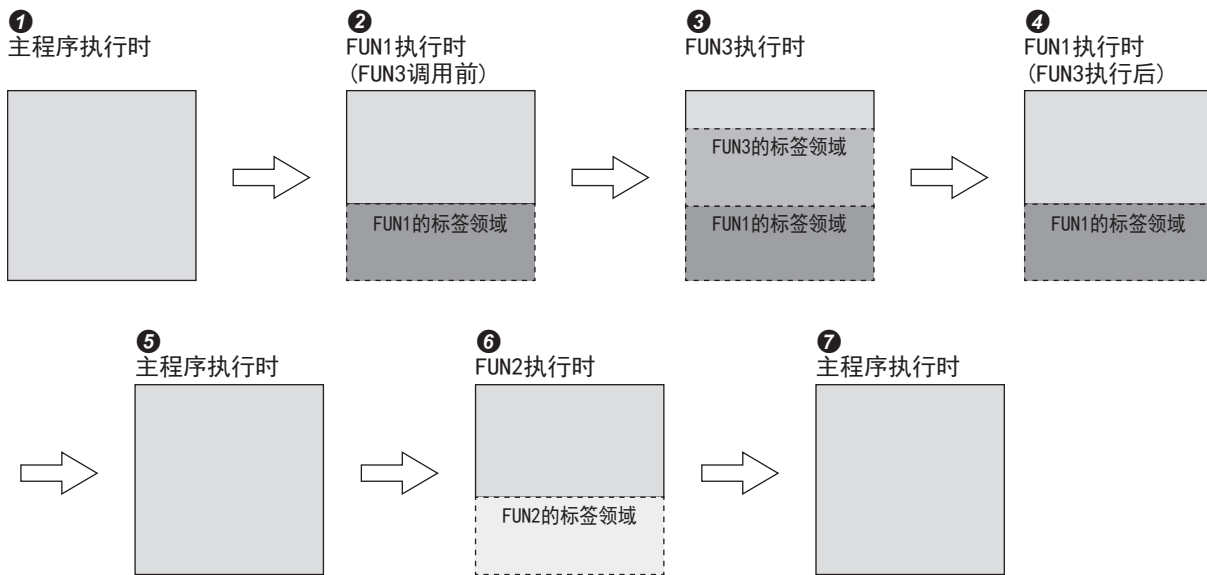 ❶
主程序执行时
❷
FUN1执行时
(FUN3调用前)
❸
FUN3执行时
❹
FUN1执行时
(FUN3执行后)
FUN1的标签领域
FUN3的标签领域
FUN1的标签领域
FUN1的标签领域
❺
主程序执行时
❻
FUN2执行时
❼
主程序执行时
FUN2的标签领域